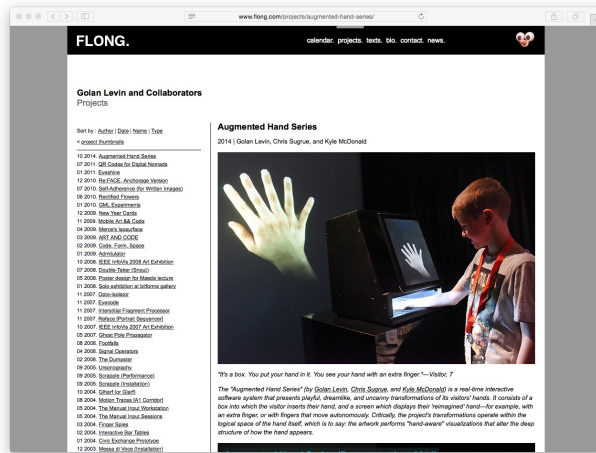 www.flong.com/projects/augmented-hand-series/
FLONG.
calendar. projects. texts. bio. contact. news.
Golan Levin and Collaborators
Projects
Sort by : Author | Date | Name | Type
< project thumbnails
10 2014. Augmented Hand Series
07 2011. QR Codes for Digital Nomads
01 2011. Eyeshine
12 2010. Re:FACE, Anchorage Version
07 2010. Self-Adherence (for Written Images)
06 2010. Rectified Flowers
01 2010. GML Experiments
12 2009. New Year Cards
11 2009. Mobile Art && Code
04 2009. Merce's Isosurface
03 2009. ART AND CODE
02 2009. Code, Form, Space
01 2009. Admitulator
10 2008. IEEE InfoVis 2008 Art Exhibition
07 2008. Double-Taker (Snout)
05 2008. Poster design for Maeda lecture
01 2008. Solo exhibition at bitforms gallery
11 2007. Opto-Isolator
11 2007. Eyecode
11 2007. Interstitial Fragment Processor
11 2007. Reface [Portrait Sequencer]
10 2007. IEEE InfoVis 2007 Art Exhibition
05 2007. Ghost Pole Propagator
08 2006. Footfalls
04 2006. Signal Operators
02 2006. The Dumpster
09 2005. Ursonography
09 2005. Scrapple (Performance)
09 2005. Scrapple (Installation)
10 2004. Glharf (or Glarf)
08 2004. Motion Traces [A1 Corridor]
05 2004. The Manual Input Workstation
05 2004. The Manual Input Sessions
03 2004. Finger Spies
02 2004. Interactive Bar Tables
01 2004. Civic Exchange Prototype
12 2003. Messa di Voce (Installation)
Augmented Hand Series
2014 | Golan Levin, Chris Sugrue, and Kyle McDonald
"It's a box. You put your hand in it. You see your hand with an extra finger."—Visitor, 7
The "Augmented Hand Series" (by Golan Levin, Chris Sugrue, and Kyle McDonald) is a real-time interactive
software system that presents playful, dreamlike, and uncanny transformations of its visitors' hands. It consists of a
box into which the visitor inserts their hand, and a screen which displays their 'reimagined' hand—for example, with
an extra finger, or with fingers that move autonomously. Critically, the project's transformations operate within the
logical space of the hand itself, which is to say: the artwork performs "hand-aware" visualizations that alter the deep
structure of how the hand appears.